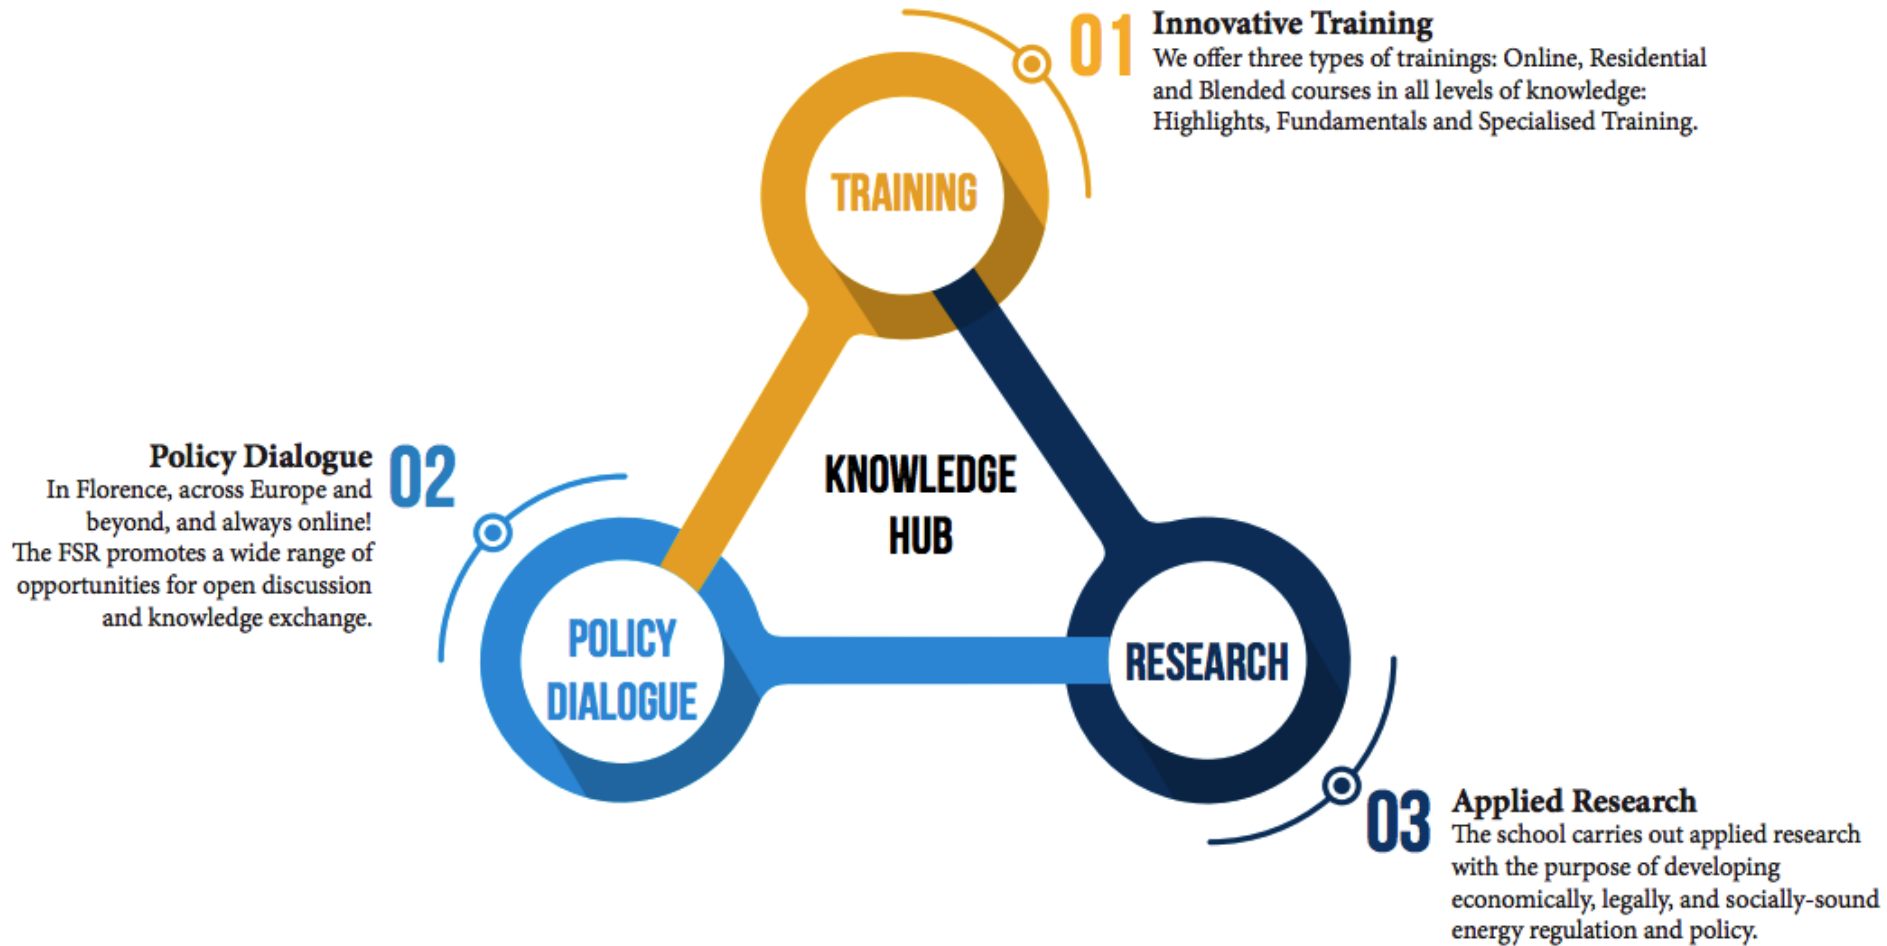 01
Innovative Training
We offer three types of trainings: Online, Residential
and Blended courses in all levels of knowledge:
Highlights, Fundamentals and Specialised Training.
TRAINING
KNOWLEDGE
HUB
02
Policy Dialogue
In Florence, across Europe and
beyond, and always online!
The FSR promotes a wide range of
opportunities for open discussion
and knowledge exchange.
POLICY
DIALOGUE
RESEARCH
03
Applied Research
The school carries out applied research
with the purpose of developing
economically, legally, and socially-sound
energy regulation and policy.